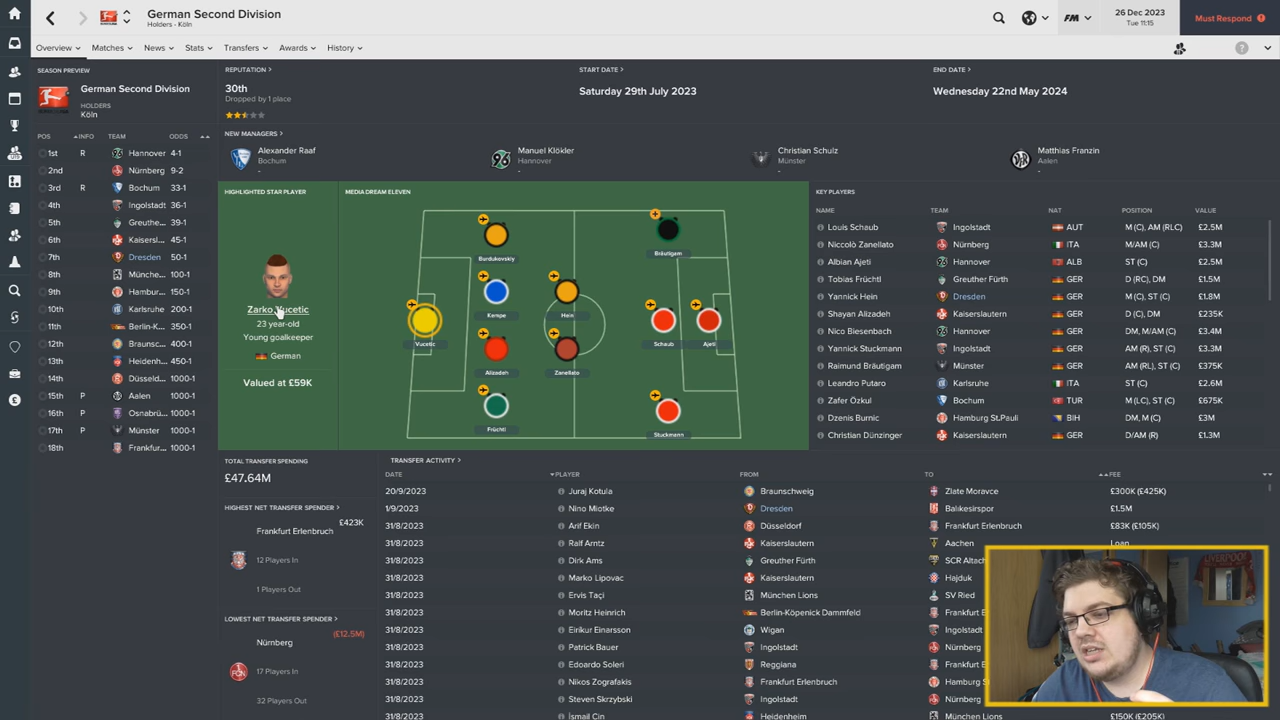 German Second Division
Holders - Köln
FM
26 Dec 2023
Tue 11:15
Must Respond
Overview
Matches
News
Stats
Transfers
Awards
History
SEASON PREVIEW
German Second Division
HOLDERS
Köln
POS INFO TEAM ODDS
1st R Hannover 4-1
2nd Nürnberg 9-2
3rd R Bochum 33-1
4th Ingolstadt 36-1
5th Greuthe... 39-1
6th Kaisersl... 45-1
7th Dresden 50-1
8th Münche... 100-1
9th Hambur... 150-1
10th Karlsruhe 200-1
11th Berlin-K... 350-1
12th Braunsc... 400-1
13th Heidenh... 450-1
14th Düsseld... 1000-1
15th P Aalen 1000-1
16th P Osnabrü... 1000-1
17th P Münster 1000-1
18th Frankfur... 1000-1
REPUTATION >
30th
Dropped by 1 place
START DATE >
Saturday 29th July 2023
END DATE >
Wednesday 22nd May 2024
NEW MANAGERS >
Alexander Raaf
Bochum
-
Manuel Klökler
Hannover
-
Christian Schulz
Münster
-
Matthias Franzin
Aalen
-
HIGHLIGHTED STAR PLAYER
Zarko Vucetic
23 year-old
Young goalkeeper
German
Valued at £59K
MEDIA DREAM ELEVEN
Burdukovskiy
Bräutigam
Kempe
Hein
Vucetic
Schaub
Ajeti
Alizadeh
Zanellato
Früchtl
Stuckmann
KEY PLAYERS
NAME TEAM NAT POSITION VALUE
Louis Schaub Ingolstadt AUT M (C), AM (RLC) £2.5M
Niccolò Zanellato Nürnberg ITA M/AM (C) £3.3M
Albian Ajeti Hannover ALB ST (C) £2.5M
Tobias Früchtl Greuther Fürth GER D (RC), DM £1.5M
Yannick Hein Dresden GER M (C), ST (C) £1.8M
Shayan Alizadeh Kaiserslautern GER D (C) £235K
Nico Biesenbach Hannover GER DM, M/AM (C) £3.4M
Yannick Stuckmann Ingolstadt GER AM (R), ST (C) £3.3M
Raimund Bräutigam Münster GER AM (RL), ST (C) £375K
Leandro Putaro Karlsruhe ITA ST (C) £2.6M
Zafer Özkul Bochum TUR M (LC), ST (C) £675K
Dzenis Burnic Hamburg St.Pauli BIH DM, M (C) £3M
Christian Dünzinger Kaiserslautern GER D/AM (R) £1.3M
TOTAL TRANSFER SPENDING
£47.64M
HIGHEST NET TRANSFER SPENDER >
£423K
Frankfurt Erlenbruch
12 Players In
1 Players Out
LOWEST NET TRANSFER SPENDER >
(£12.5M)
Nürnberg
17 Players In
32 Players Out
TRANSFER ACTIVITY >
DATE PLAYER FROM TO FEE
20/9/2023 Juraj Kotula Braunschweig Zlate Moravce £300K (£425K)
1/9/2023 Nino Miotke Dresden Balıkesirspor £1.5M
31/8/2023 Arif Ekin Düsseldorf Frankfurt Erlenbruch £83K (£105K)
31/8/2023 Ralf Arntz Kaiserslautern Aachen Loan
31/8/2023 Dirk Ams Greuther Fürth SCR Altach
31/8/2023 Marko Lipovac Kaiserslautern Hajduk
31/8/2023 Ervis Taçi München Lions SV Ried
31/8/2023 Moritz Heinrich Berlin-Köpenick Dammfeld Frankfurt E
31/8/2023 Eirikur Einarsson Wigan Ingolstadt
31/8/2023 Patrick Bauer Ingolstadt Nürnberg
31/8/2023 Edoardo Soleri Reggiana Frankfurt E
31/8/2023 Nikos Zografakis Frankfurt Erlenbruch Hamburg S
31/8/2023 Steven Skrzybski Ingolstadt Nürnberg
31/8/2023 İsmail Cin Heidenheim München Lions £150K (£205K)
LIVERPOOL